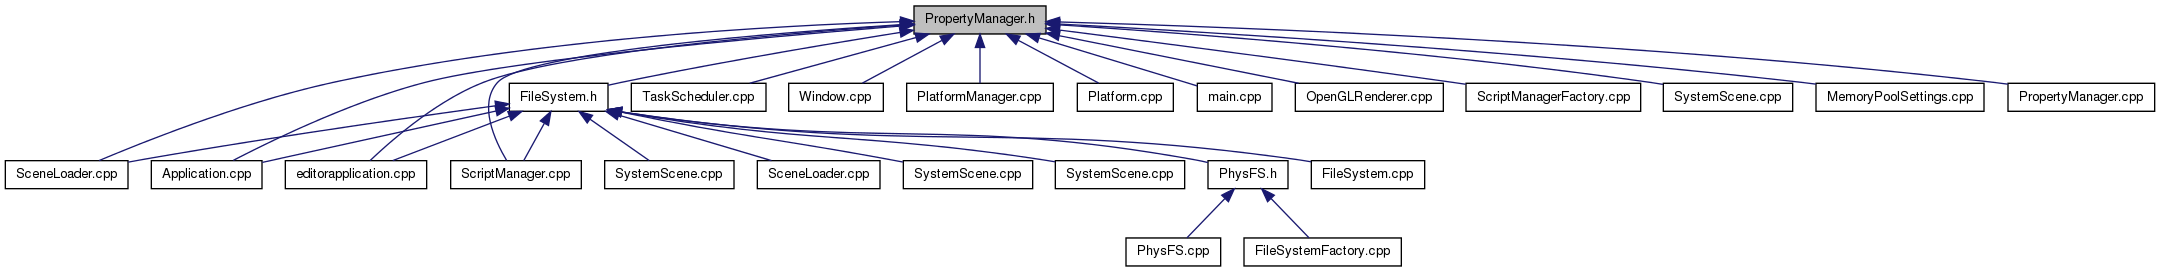 PropertyManager.h
FileSystem.h
TaskScheduler.cpp
Window.cpp
PlatformManager.cpp
Platform.cpp
main.cpp
OpenGLRenderer.cpp
ScriptManagerFactory.cpp
SystemScene.cpp
MemoryPoolSettings.cpp
PropertyManager.cpp
SceneLoader.cpp
Application.cpp
editorapplication.cpp
ScriptManager.cpp
SystemScene.cpp
SceneLoader.cpp
SystemScene.cpp
SystemScene.cpp
PhysFS.h
FileSystem.cpp
PhysFS.cpp
FileSystemFactory.cpp